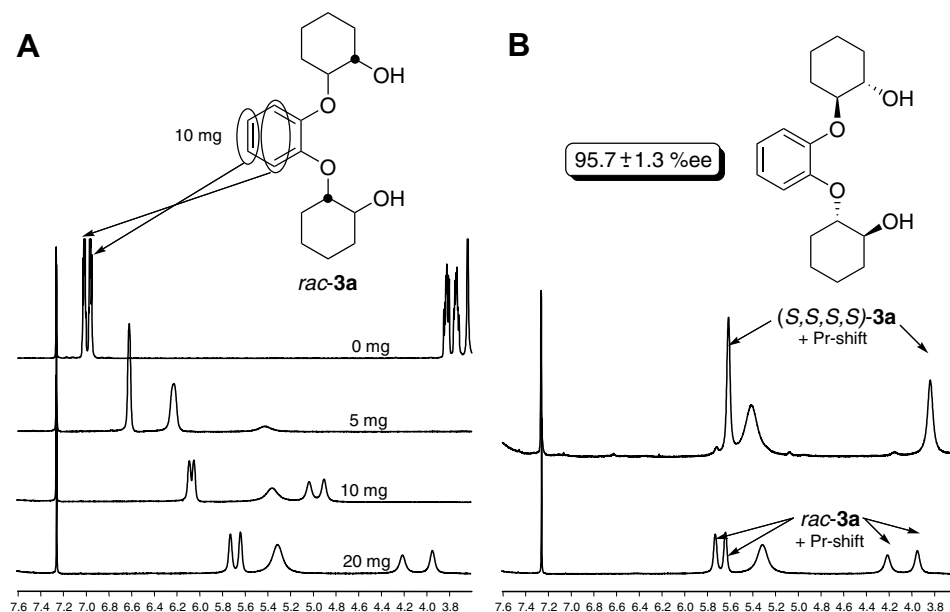 A
OH
O
10 mg
O
OH
rac-3a
0 mg
5 mg
10 mg
20 mg
7.6 7.4 7.2 7.0 6.8 6.6 6.4 6.2 6.0 5.8 5.6 5.4 5.2 5.0 4.8 4.6 4.4 4.2 4.0 3.8
B
OH
O
95.7±1.3 %ee
O
OH
(S,S,S,S)-3a
+ Pr-shift
rac-3a
+ Pr-shift
7.6 7.4 7.2 7.0 6.8 6.6 6.4 6.2 6.0 5.8 5.6 5.4 5.2 5.0 4.8 4.6 4.4 4.2 4.0 3.8